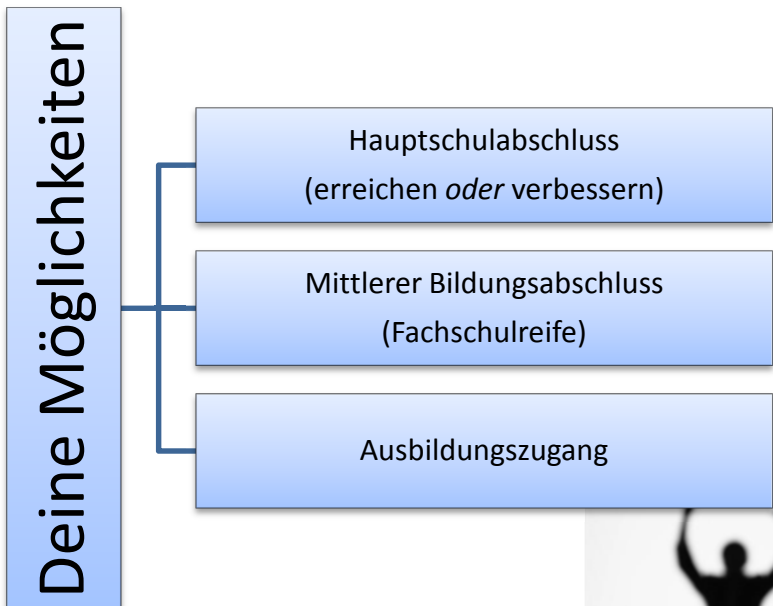 Deine Möglichkeiten
Hauptschulabschluss
(erreichen oder verbessern)
Mittlerer Bildungsabschluss
(Fachschulreife)
Ausbildungszugang